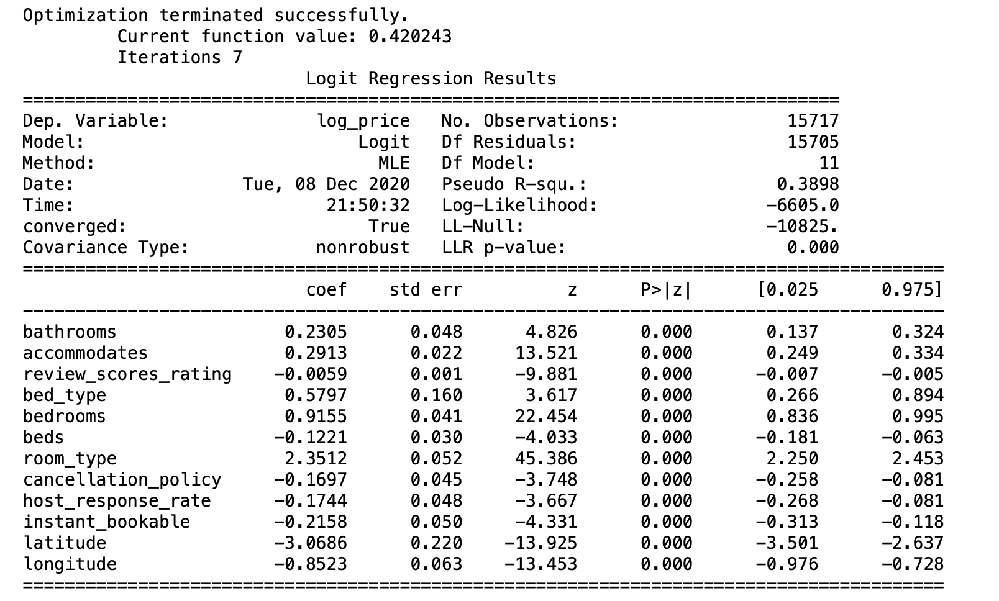 Optimization terminated successfully.
         Current function value: 0.420243
         Iterations 7
                           Logit Regression Results
==============================================================================
Dep. Variable:              log_price   No. Observations:                15717
Model:                          Logit   Df Residuals:                    15705
Method:                           MLE   Df Model:                           11
Date:                Tue, 08 Dec 2020   Pseudo R-squ.:                  0.3898
Time:                        21:50:32   Log-Likelihood:                -6605.0
converged:                       True   LL-Null:                       -10825.
Covariance Type:            nonrobust   LLR p-value:                     0.000
========================================================================================
                           coef    std err          z      P>|z|      [0.025      0.975]
----------------------------------------------------------------------------------------
bathrooms                0.2305      0.048      4.826      0.000       0.137       0.324
accommodates             0.2913      0.022     13.521      0.000       0.249       0.334
review_scores_rating    -0.0059      0.001     -9.881      0.000      -0.007      -0.005
bed_type                 0.5797      0.160      3.617      0.000       0.266       0.894
bedrooms                 0.9155      0.041     22.454      0.000       0.836       0.995
beds                    -0.1221      0.030     -4.033      0.000      -0.181      -0.063
room_type                2.3512      0.052     45.386      0.000       2.250       2.453
cancellation_policy     -0.1697      0.045     -3.748      0.000      -0.258      -0.081
host_response_rate      -0.1744      0.048     -3.667      0.000      -0.268      -0.081
instant_bookable        -0.2158      0.050     -4.331      0.000      -0.313      -0.118
latitude                -3.0686      0.220    -13.925      0.000      -3.501      -2.637
longitude               -0.8523      0.063    -13.453      0.000      -0.976      -0.728
========================================================================================